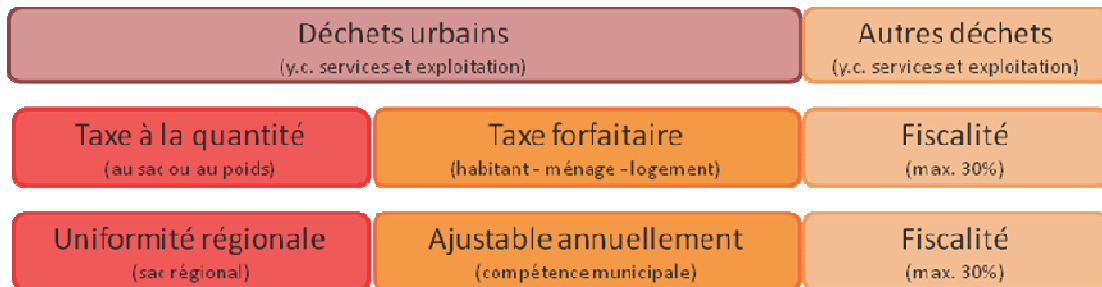 Déchets urbains
(y.c. services et exploitation)
Autres déchets
(y.c. services et exploitation)
Taxe à la quantité
(au sac ou au poids)
Taxe forfaitaire
(habitant - ménage –logement)
Fiscalité
(max. 30%)
Uniformité régionale
(sac régional)
Ajustable annuellement
(compétence municipale)
Fiscalité
(max. 30%)